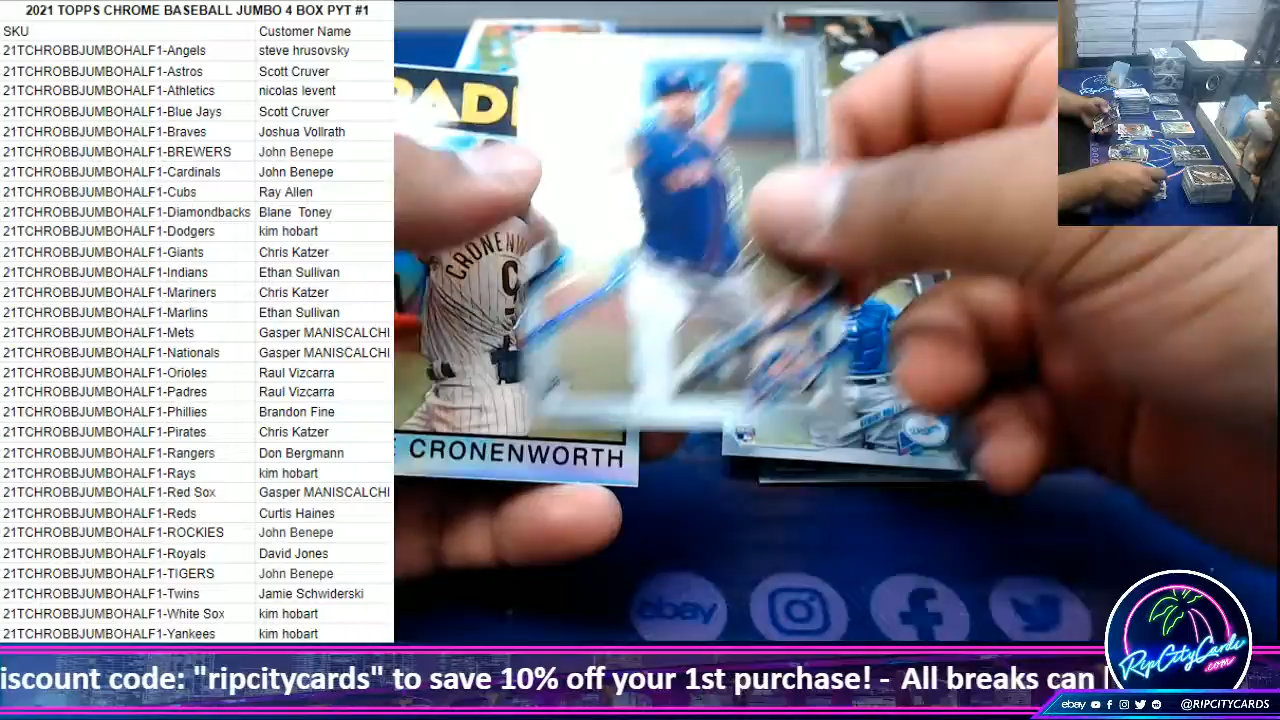 2021 TOPPS CHROME BASEBALL JUMBO 4 BOX PYT #1
SKU Customer Name
21TCHROBBJUMBOHALF1-Angels steve hrusovsky
21TCHROBBJUMBOHALF1-Astros Scott Cruver
21TCHROBBJUMBOHALF1-Athletics nicolas levent
21TCHROBBJUMBOHALF1-Blue Jays Scott Cruver
21TCHROBBJUMBOHALF1-Braves Joshua Vollrath
21TCHROBBJUMBOHALF1-BREWERS John Benepe
21TCHROBBJUMBOHALF1-Cardinals John Benepe
21TCHROBBJUMBOHALF1-Cubs Ray Allen
21TCHROBBJUMBOHALF1-Diamondbacks Blane Toney
21TCHROBBJUMBOHALF1-Dodgers kim hobart
21TCHROBBJUMBOHALF1-Giants Chris Katzer
21TCHROBBJUMBOHALF1-Indians Ethan Sullivan
21TCHROBBJUMBOHALF1-Mariners Chris Katzer
21TCHROBBJUMBOHALF1-Marlins Ethan Sullivan
21TCHROBBJUMBOHALF1-Mets Gasper MANISCALCHI
21TCHROBBJUMBOHALF1-Nationals Gasper MANISCALCHI
21TCHROBBJUMBOHALF1-Orioles Raul Vizcarra
21TCHROBBJUMBOHALF1-Padres Raul Vizcarra
21TCHROBBJUMBOHALF1-Phillies Brandon Fine
21TCHROBBJUMBOHALF1-Pirates Chris Katzer
21TCHROBBJUMBOHALF1-Rangers Don Bergmann
21TCHROBBJUMBOHALF1-Rays kim hobart
21TCHROBBJUMBOHALF1-Red Sox Gasper MANISCALCHI
21TCHROBBJUMBOHALF1-Reds Curtis Haines
21TCHROBBJUMBOHALF1-ROCKIES John Benepe
21TCHROBBJUMBOHALF1-Royals David Jones
21TCHROBBJUMBOHALF1-TIGERS John Benepe
21TCHROBBJUMBOHALF1-Twins Jamie Schwiderski
21TCHROBBJUMBOHALF1-White Sox kim hobart
21TCHROBBJUMBOHALF1-Yankees kim hobart
PAD
CRONENW
9
CRONENWORTH
ebay
iscount code: "ripcitycards" to save 10% off your 1st purchase! - All breaks can
RipCityCards
.com
ebay @RIPCITYCARDS